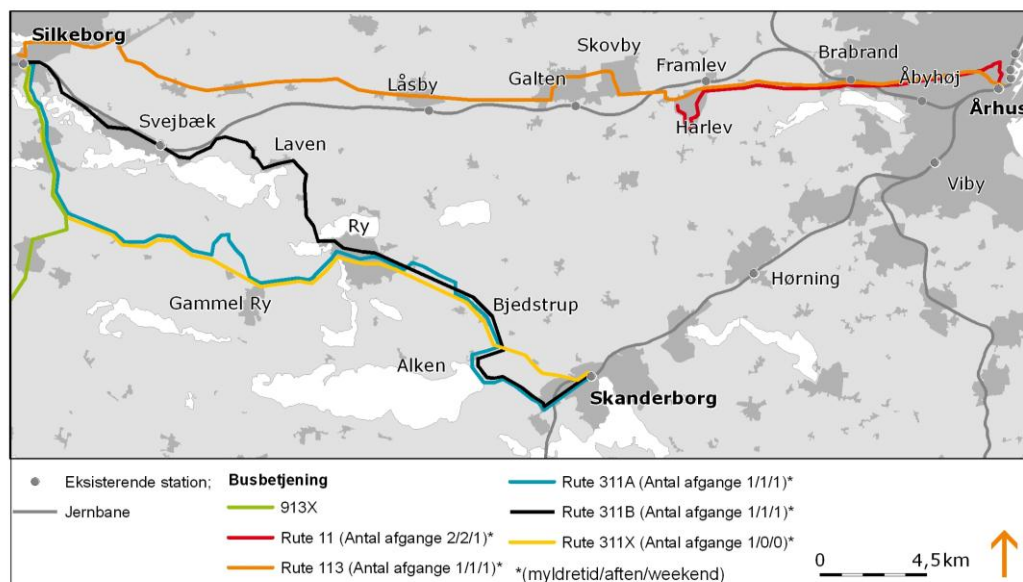 Silkeborg
Skovby
Framlev
Brabrand
Galten
Låsby
Åbyhøj
Århus
Harlev
Svejbæk
Laven
Viby
Ry
Hørning
Gammel Ry
Bjedstrup
Alken
Skanderborg
Eksisterende station;
Jernbane
Busbetjening
913X
Rute 11 (Antal afgange 2/2/1)*
Rute 113 (Antal afgange 1/1/1)*
Rute 311A (Antal afgange 1/1/1)*
Rute 311B (Antal afgange 1/1/1)*
Rute 311X (Antal afgange 1/0/0)*
*(myldretid/aften/weekend)
0 4,5km